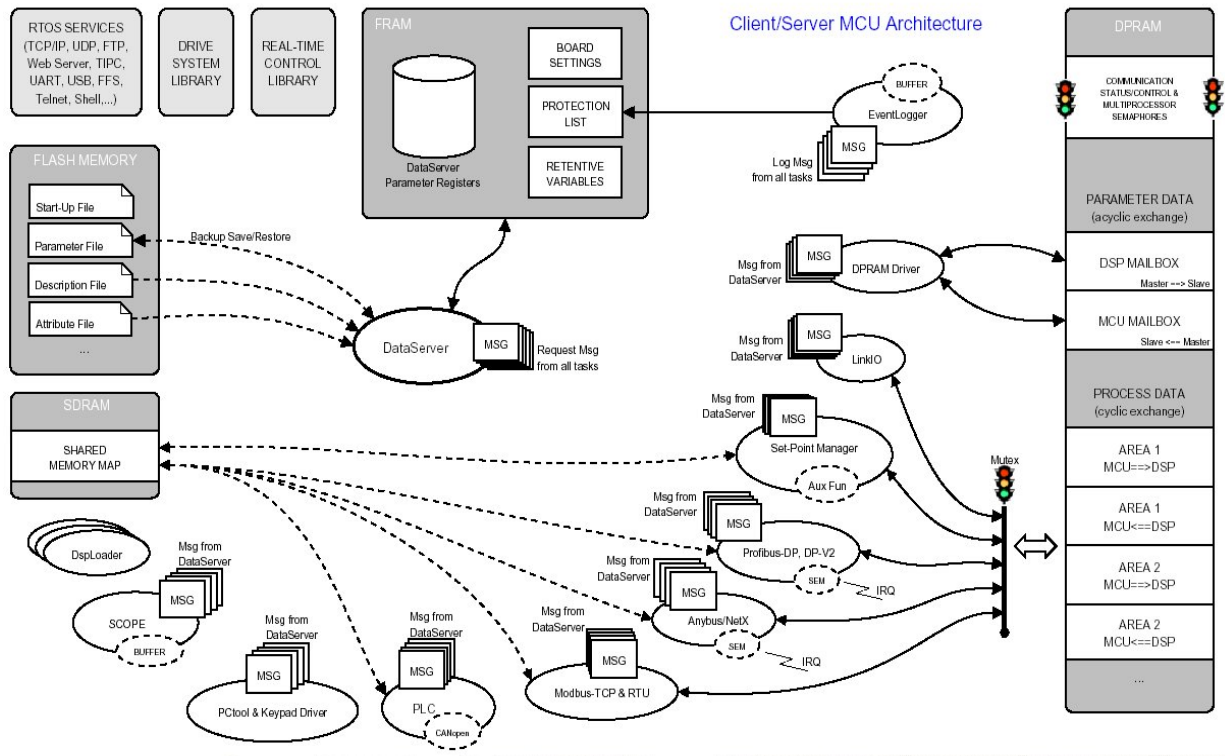 Client/Server MCU Architecture
RTOS SERVICES
(TCP/IP, UDP, FTP,
Web Server, TIPC,
UART, USB, FFS,
Telnet, Shell,...)
DRIVE
SYSTEM
LIBRARY
REAL-TIME
CONTROL
LIBRARY
FRAM
DataServer
Parameter Registers
BOARD
SETTINGS
PROTECTION
LIST
RETENTIVE
VARIABLES
BUFFER
EventLogger
MSG
Log Msg
from all tasks
DPRAM
COMMUNICATION
STATUS/CONTROL &
MULTIPROCESSOR
SEMAPHORES
PARAMETER DATA
(acyclic exchange)
DSP MAILBOX
Master --> Slave
MCU MAILBOX
Slave <-- Master
PROCESS DATA
(cyclic exchange)
AREA 1
MCU==>DSP
AREA 1
MCU<==DSP
AREA 2
MCU==>DSP
AREA 2
MCU<==DSP
...
FLASH MEMORY
Start-Up File
Parameter File
Description File
Attribute File
...
Backup Save/Restore
DataServer
MSG
Request Msg
from all tasks
Msg from
DataServer
MSG
DPRAM Driver
Msg from
DataServer
MSG
LinkIO
SDRAM
SHARED
MEMORY MAP
Msg from
DataServer
MSG
Set-Point Manager
Aux Fun
Mutex
Msg from
DataServer
MSG
Profibus-DP, DP-V2
SEM
IRQ
Msg from
DataServer
MSG
Anybus/NetX
SEM
IRQ
DspLoader
Msg from
DataServer
MSG
SCOPE
BUFFER
Msg from
DataServer
MSG
PCtool & Keypad Driver
Msg from
DataServer
MSG
PLC
CANopen
Msg from
DataServer
MSG
Modbus-TCP & RTU